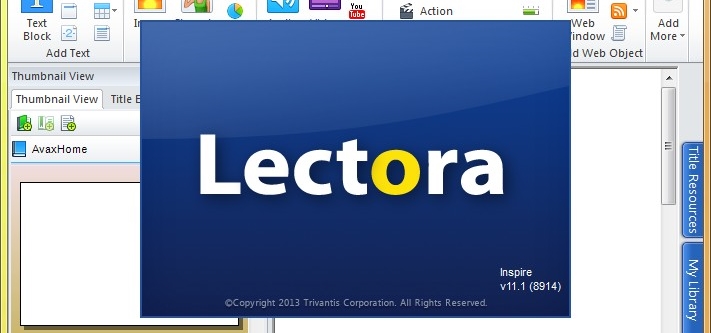 Text
Block
Add Text
You
Tube
Action
Web
Window
Add
More
d Web Object
Thumbnail View
Thumbnail View
Title E
AvaxHome
Lectora
Inspire
v11.1 (8914)
©Copyright 2013 Trivantis Corporation. All Rights Reserved.
Title Resources
My Library